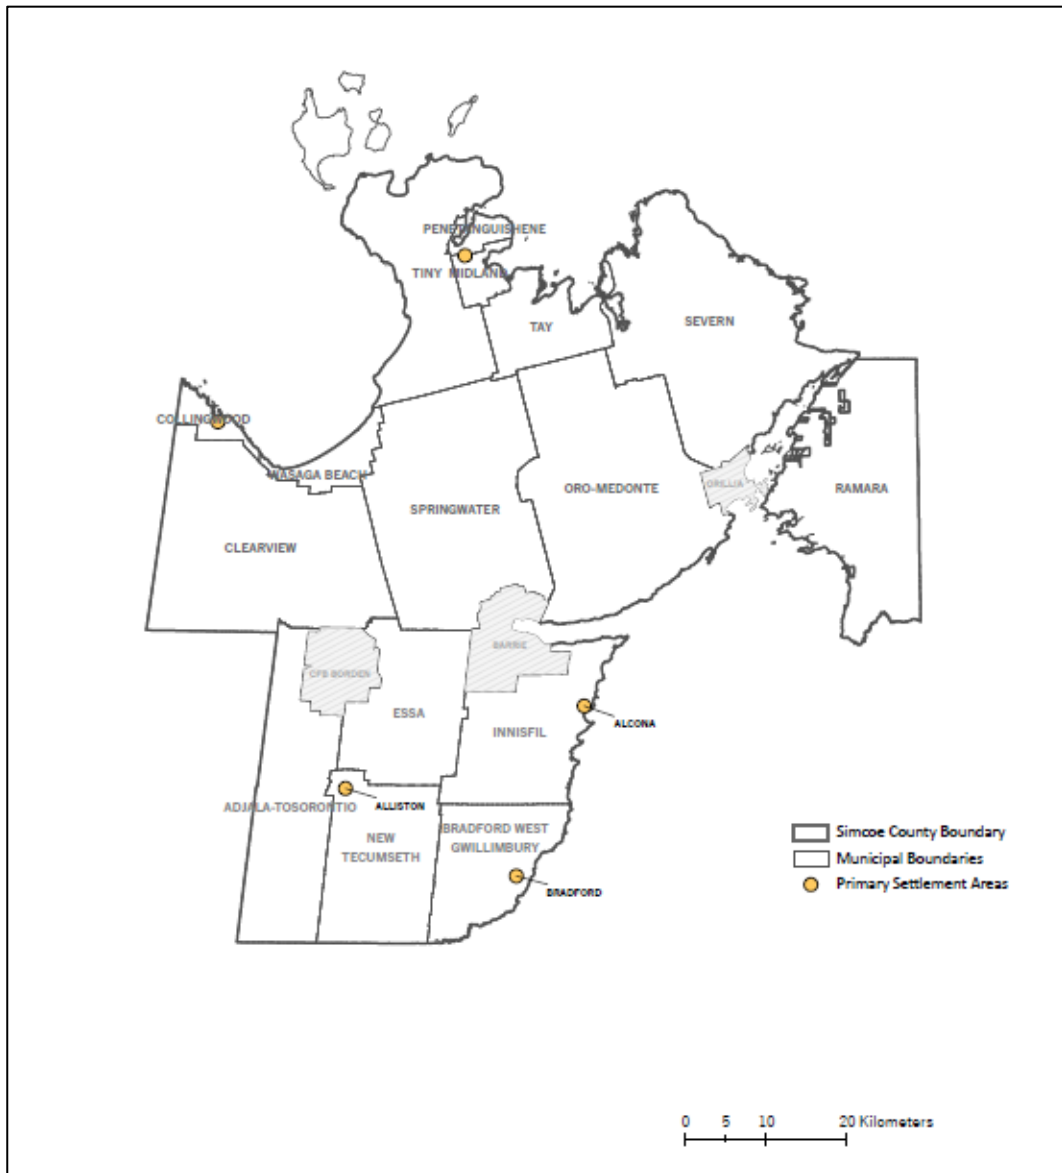 PENETANGUISHENE
TINY MIDLAND
TAY
SEVERN
COLLINGWOOD
WASAGA BEACH
SPRINGWATER
ORO-MEDONTE
ORILLIA
RAMARA
CLEARVIEW
BARRIE
CFB BORDEN
ESSA
INNISFIL
ALCONA
ADJALA-TOSORONTIO
ALLISTON
NEW
TECUMSETH
BRADFORD WEST
GWILLIMBURY
BRADFORD
Simcoe County Boundary
Municipal Boundaries
Primary Settlement Areas
0 5 10 20 Kilometers